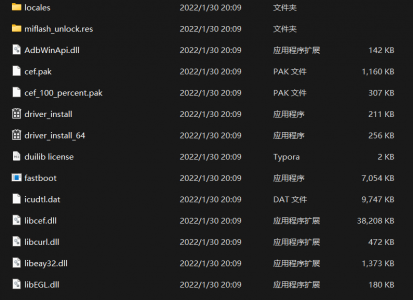 locales 2022/1/30 20:09 文件夹
miflash_unlock.res 2022/1/30 20:09 文件夹
AdbWinApi.dll 2022/1/30 20:09 应用程序扩展 142 KB
cef.pak 2022/1/30 20:09 PAK 文件 1,160 KB
cef_100_percent.pak 2022/1/30 20:09 PAK 文件 307 KB
driver_install 2022/1/30 20:09 应用程序 211 KB
driver_install_64 2022/1/30 20:09 应用程序 256 KB
duilib license 2022/1/30 20:09 Typora 2 KB
fastboot 2022/1/30 20:09 应用程序 7,054 KB
icudtl.dat 2022/1/30 20:09 DAT 文件 9,747 KB
libcef.dll 2022/1/30 20:09 应用程序扩展 38,208 KB
libcurl.dll 2022/1/30 20:09 应用程序扩展 472 KB
libeay32.dll 2022/1/30 20:09 应用程序扩展 1,373 KB
libEGL.dll 2022/1/30 20:09 应用程序扩展 180 KB